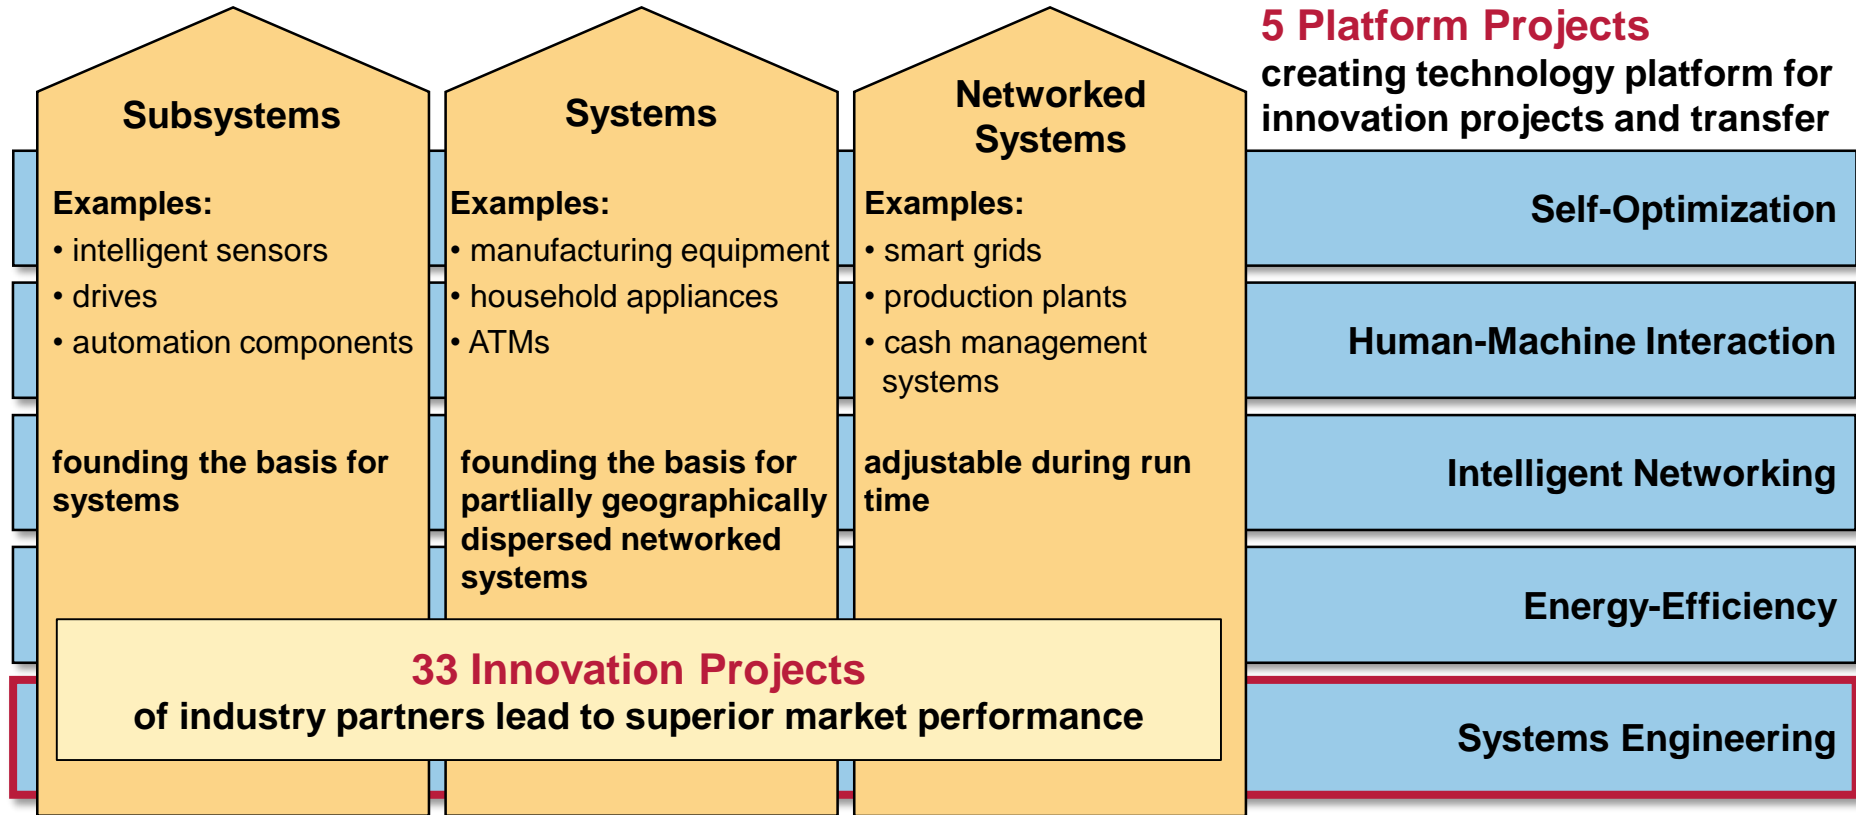 Subsystems
Examples:
• intelligent sensors
• drives
• automation components
founding the basis for
systems
Systems
Examples:
• manufacturing equipment
• household appliances
• ATMs
founding the basis for
partlially geographically
dispersed networked
systems
Networked
Systems
Examples:
• smart grids
• production plants
• cash management
systems
adjustable during run
time
33 Innovation Projects
of industry partners lead to superior market performance
5 Platform Projects
creating technology platform for
innovation projects and transfer
Self-Optimization
Human-Machine Interaction
Intelligent Networking
Energy-Efficiency
Systems Engineering